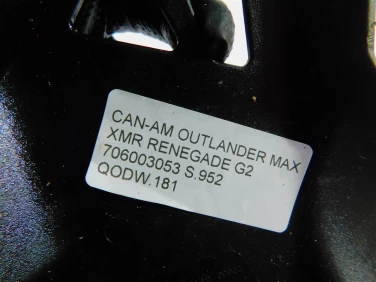 CAN-AM OUTLANDER MAX
XMR RENEGADE G2
706003053 S.952
QODW.181